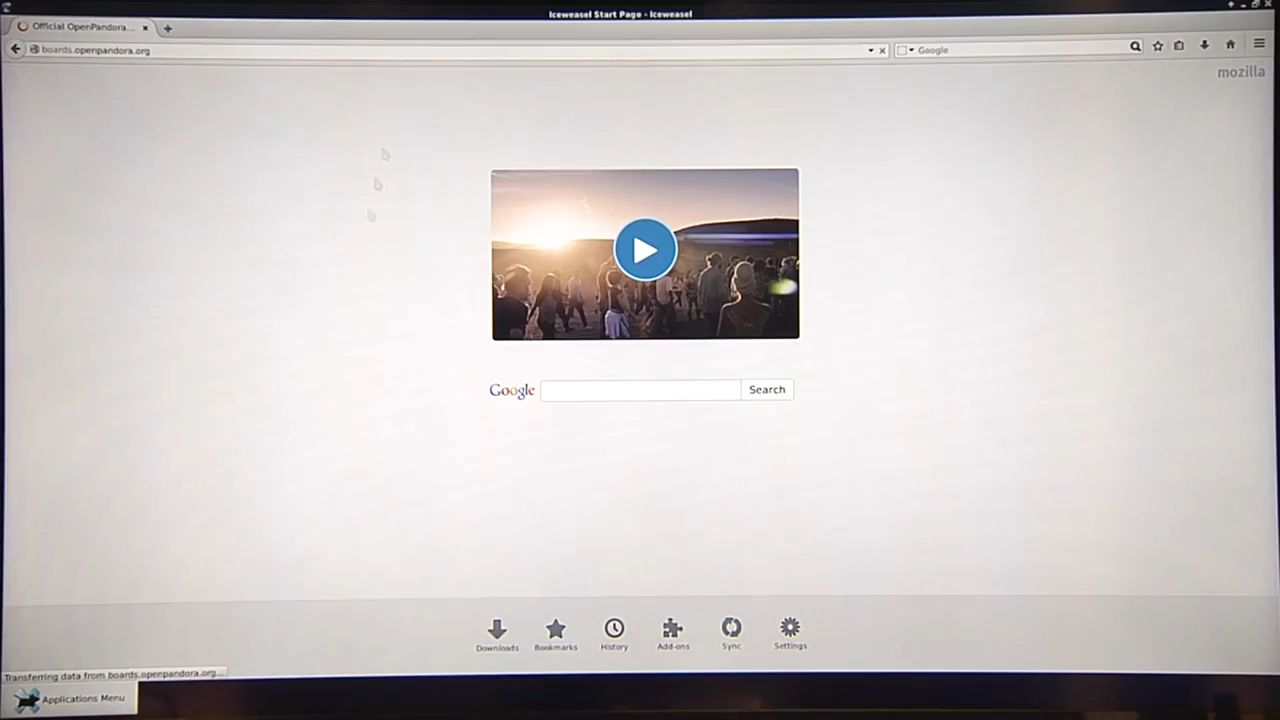 Iceweasel Start Page - Iceweasel
Official OpenPandora...
boards.openpandora.org
Google
mozilla
Google
Search
Downloads
Bookmarks
History
Add-ons
Sync
Settings
Transferring data from boards.openpandora.org...
Applications Menu